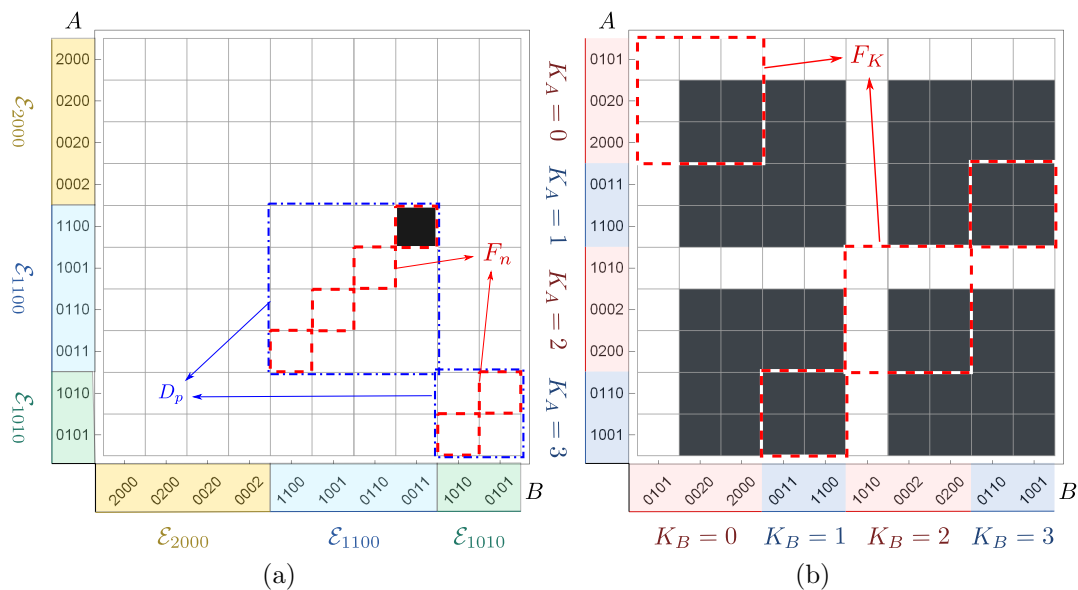 A
2000
0200
0020
0002
1100
1001
0110
0011
1010
0101
ℰ₂₀₀₀
ℰ₁₁₀₀
ℰ₁₀₁₀
F_n
D_p
2000 0200 0020 0002 1100 1001 0110 0011 1010 0101 B
ℰ₂₀₀₀ ℰ₁₁₀₀ ℰ₁₀₁₀
(a)
A
K_A = 0
K_A = 1
K_A = 2
K_A = 3
0101
0020
2000
0011
1100
1010
0002
0200
0110
1001
F_K
0101 0020 2000 0011 1100 1010 0002 0200 0110 1001 B
K_B = 0 K_B = 1 K_B = 2 K_B = 3
(b)